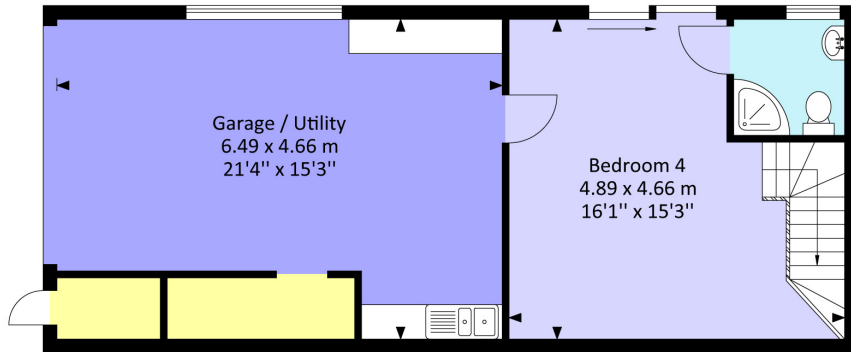 Garage / Utility
6.49 x 4.66 m
21'4'' x 15'3''
Bedroom 4
4.89 x 4.66 m
16'1'' x 15'3''